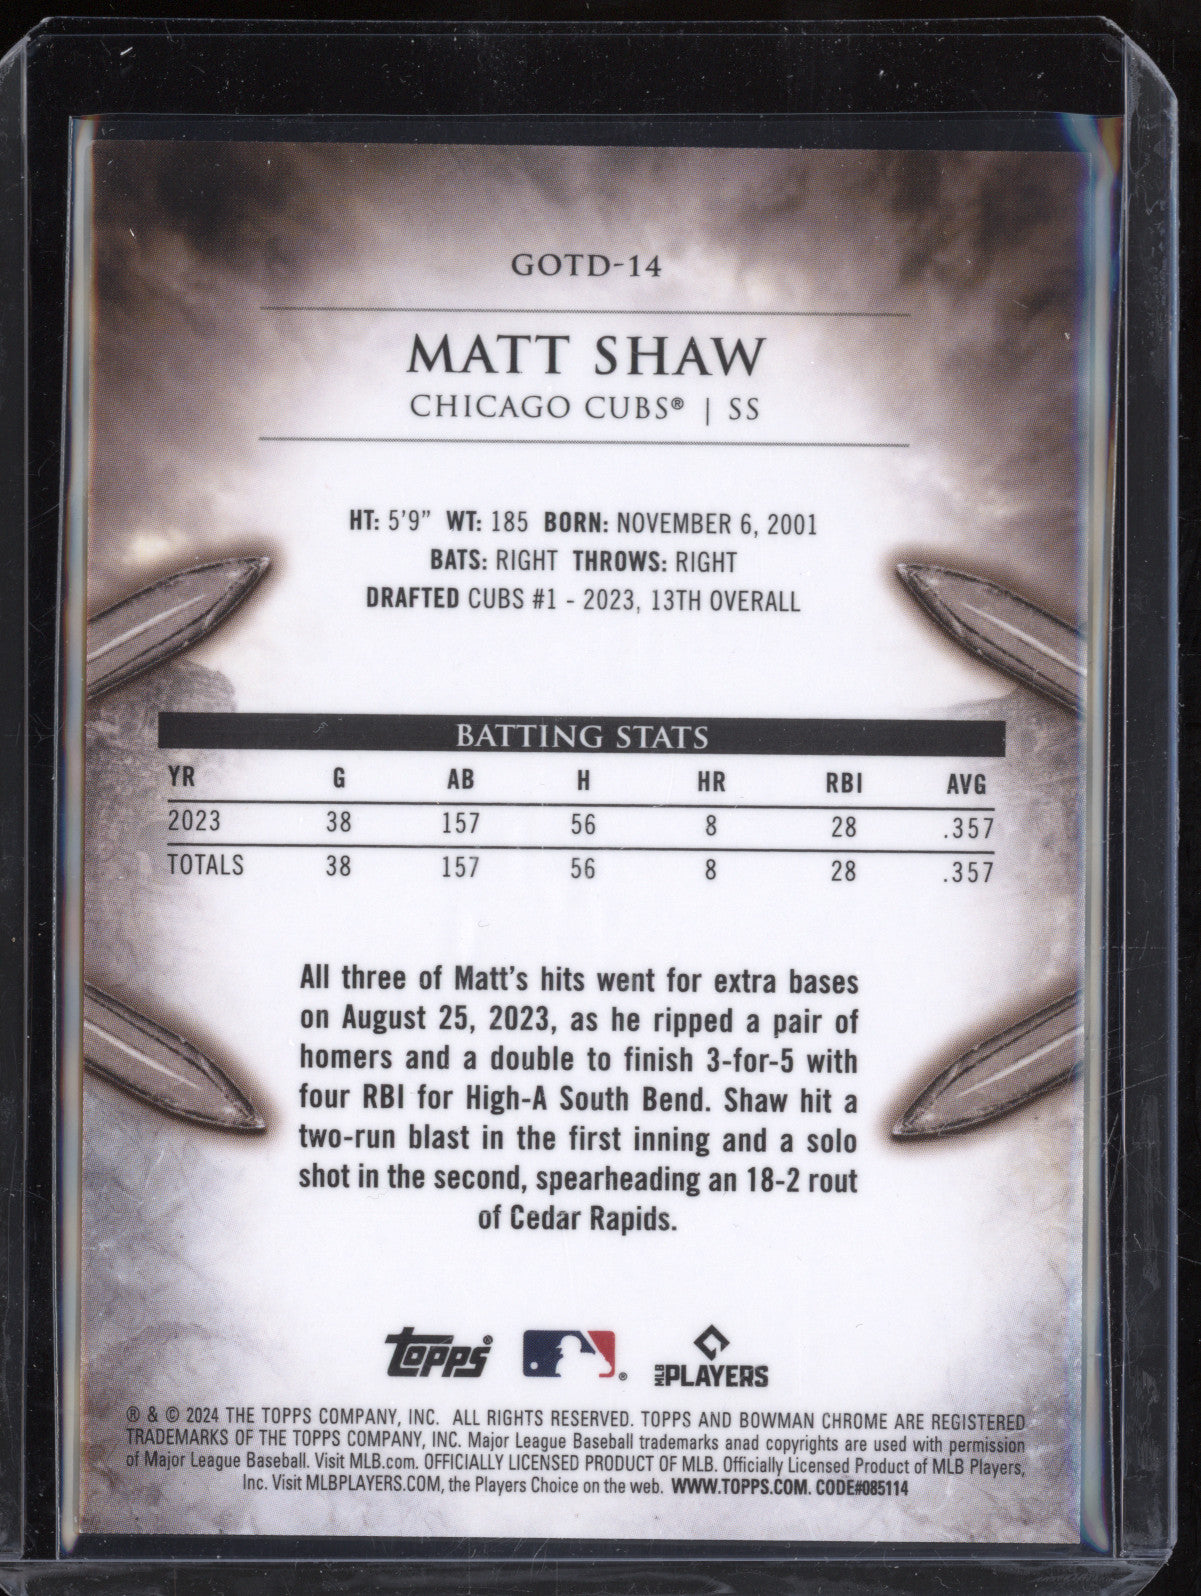 GOTD-14
MATT SHAW
CHICAGO CUBS® | SS
HT: 5'9" WT: 185 BORN: NOVEMBER 6, 2001
BATS: RIGHT THROWS: RIGHT
DRAFTED CUBS #1 - 2023, 13TH OVERALL
BATTING STATS
YR G AB H HR RBI AVG
2023 38 157 56 8 28 .357
TOTALS 38 157 56 8 28 .357
All three of Matt's hits went for extra bases
on August 25, 2023, as he ripped a pair of
homers and a double to finish 3-for-5 with
four RBI for High-A South Bend. Shaw hit a
two-run blast in the first inning and a solo
shot in the second, spearheading an 18-2 rout
of Cedar Rapids.
Topps® ® MLB PLAYERS
® & © 2024 THE TOPPS COMPANY, INC. ALL RIGHTS RESERVED. TOPPS AND BOWMAN CHROME ARE REGISTERED
TRADEMARKS OF THE TOPPS COMPANY, INC. Major League Baseball trademarks anad copyrights are used with permission
of Major League Baseball. Visit MLB.com. OFFICIALLY LICENSED PRODUCT OF MLB. Officially Licensed Product of MLB Players,
Inc. Visit MLBPLAYERS.COM, the Players Choice on the web. WWW.TOPPS.COM. CODE#085114